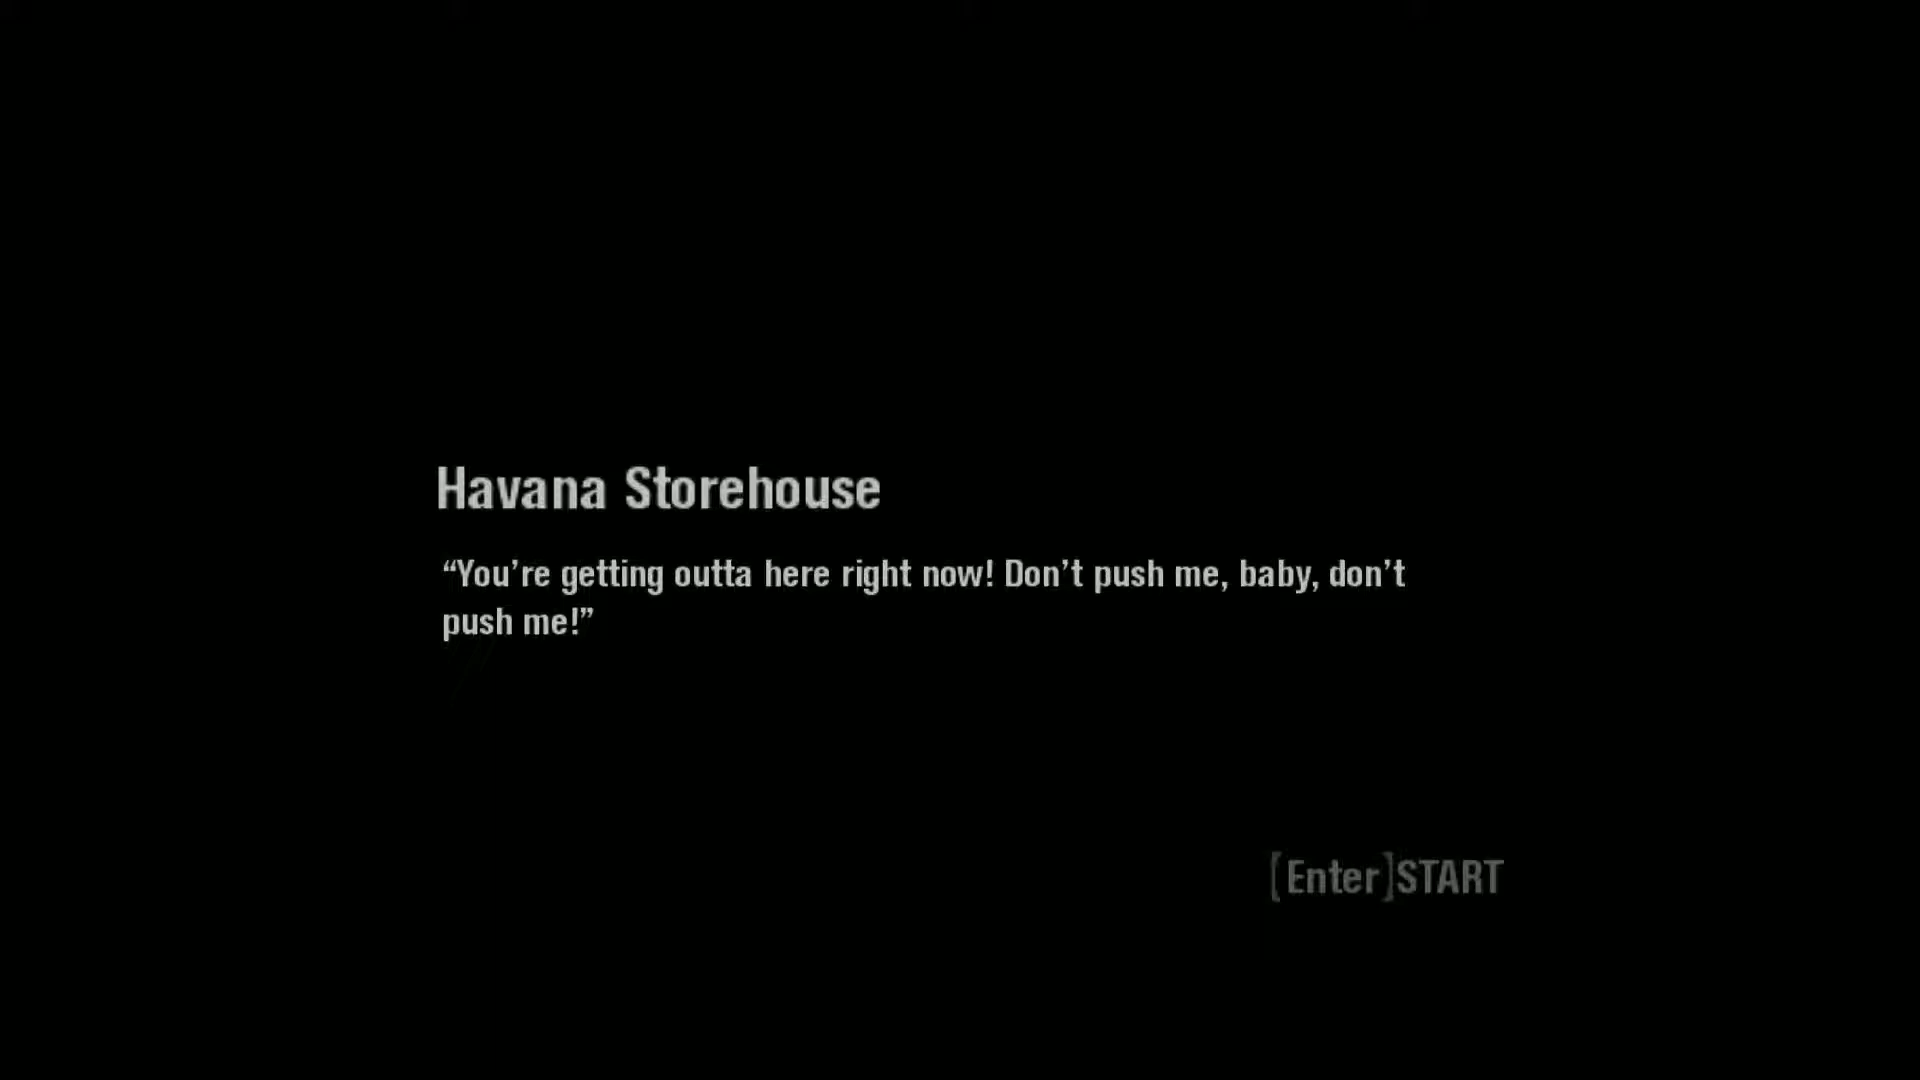 Havana Storehouse
“You’re getting outta here right now! Don’t push me, baby, don’t
push me!”
[Enter]START